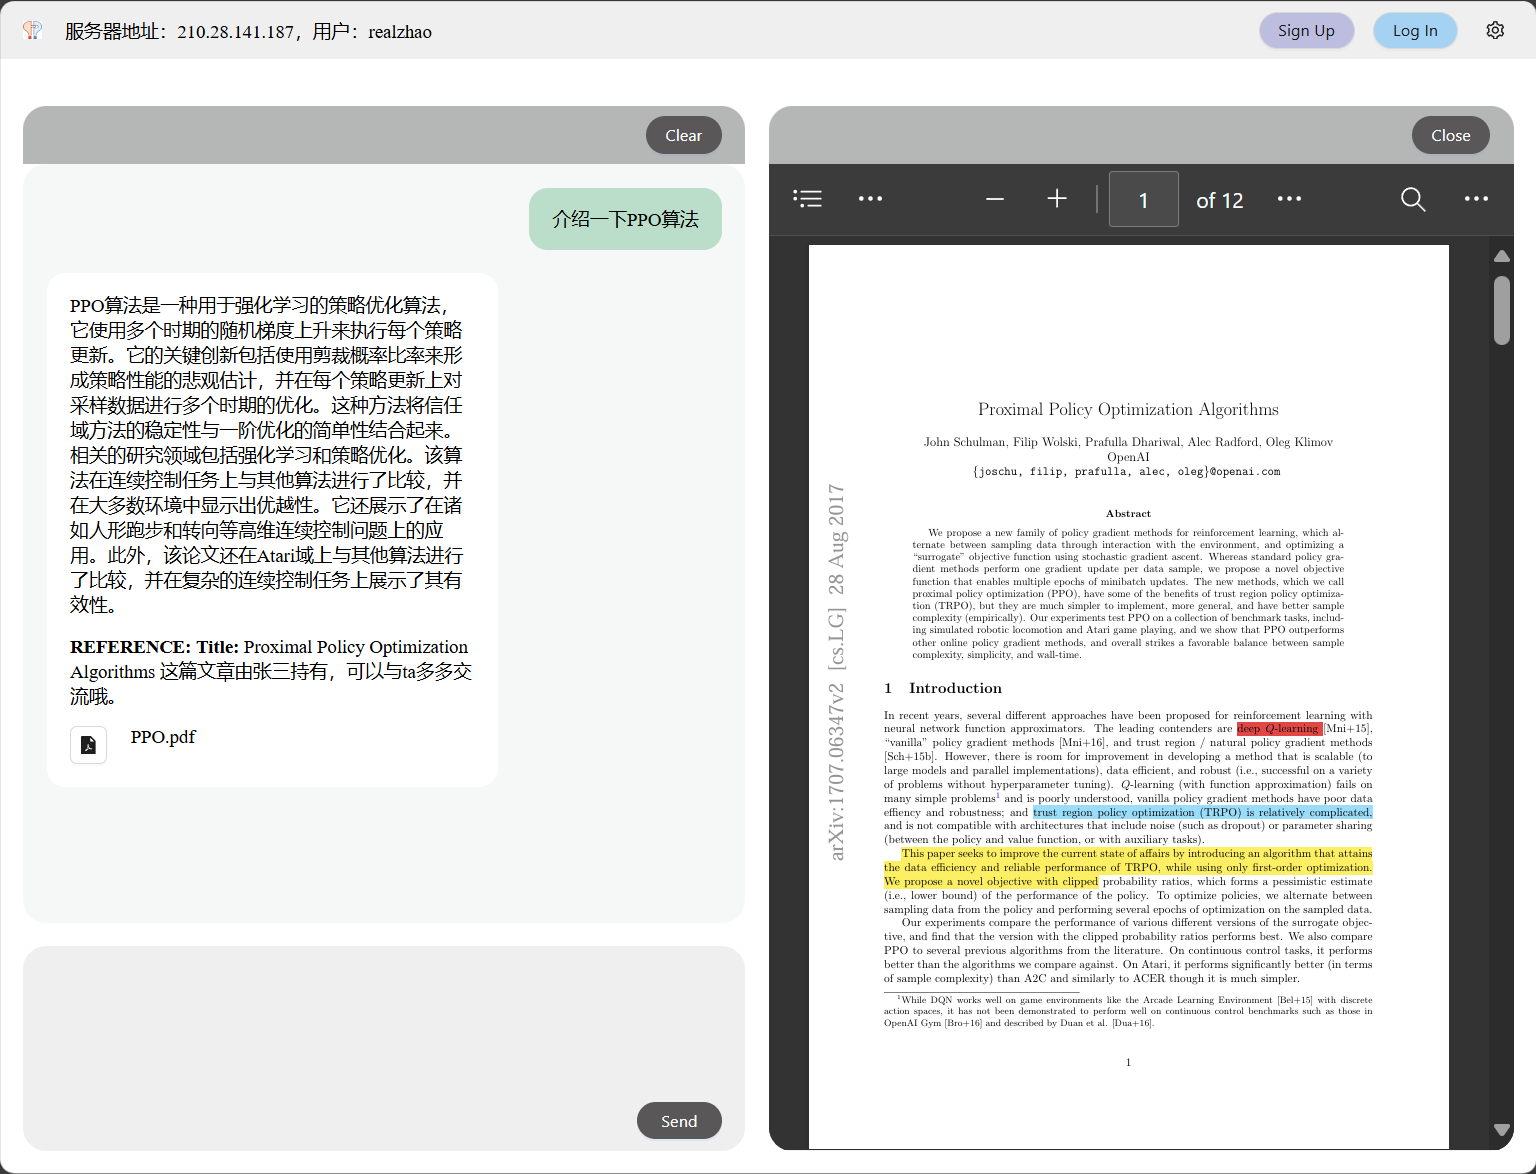 服务器地址：210.28.141.187，用户：realzhao
Sign Up
Log In
Clear
介绍一下PPO算法
PPO算法是一种用于强化学习的策略优化算法，
它使用多个时期的随机梯度上升来执行每个策略
更新。它的关键创新包括使用剪裁概率比率来形
成策略性能的悲观估计，并在每个策略更新上对
采样数据进行多个时期的优化。这种方法将信任
域方法的稳定性与一阶优化的简单性结合起来。
相关的研究领域包括强化学习和策略优化。该算
法在连续控制任务上与其他算法进行了比较，并
在大多数环境中显示出优越性。它还展示了在诸
如人形跑步和转向等高维连续控制问题上的应
用。此外，该论文还在Atari域上与其他算法进行
了比较，并在复杂的连续控制任务上展示了其有
效性。
REFERENCE: Title: Proximal Policy Optimization
Algorithms 这篇文章由张三持有，可以与ta多多交
流哦。
PPO.pdf
Send
Close
1 of 12
Proximal Policy Optimization Algorithms
John Schulman, Filip Wolski, Prafulla Dhariwal, Alec Radford, Oleg Klimov
OpenAI
{joschu, filip, prafulla, alec, oleg}@openai.com
arXiv:1707.06347v2 [cs.LG] 28 Aug 2017
Abstract
We propose a new family of policy gradient methods for reinforcement learning, which al-
ternate between sampling data through interaction with the environment, and optimizing a
“surrogate” objective function using stochastic gradient ascent. Whereas standard policy gra-
dient methods perform one gradient update per data sample, we propose a novel objective
function that enables multiple epochs of minibatch updates. The new methods, which we call
proximal policy optimization (PPO), have some of the benefits of trust region policy optimiza-
tion (TRPO), but they are much simpler to implement, more general, and have better sample
complexity (empirically). Our experiments test PPO on a collection of benchmark tasks, includ-
ing simulated robotic locomotion and Atari game playing, and we show that PPO outperforms
other online policy gradient methods, and overall strikes a favorable balance between sample
complexity, simplicity, and wall-time.
1 Introduction
In recent years, several different approaches have been proposed for reinforcement learning with
neural network function approximators. The leading contenders are deep Q-learning [Mni+15],
“vanilla” policy gradient methods [Mni+16], and trust region / natural policy gradient methods
[Sch+15b]. However, there is room for improvement in developing a method that is scalable (to
large models and parallel implementations), data efficient, and robust (i.e., successful on a variety
of problems without hyperparameter tuning). Q-learning (with function approximation) fails on
many simple problems1 and is poorly understood, vanilla policy gradient methods have poor data
effiency and robustness; and trust region policy optimization (TRPO) is relatively complicated,
and is not compatible with architectures that include noise (such as dropout) or parameter sharing
(between the policy and value function, or with auxiliary tasks).
This paper seeks to improve the current state of affairs by introducing an algorithm that attains
the data efficiency and reliable performance of TRPO, while using only first-order optimization.
We propose a novel objective with clipped probability ratios, which forms a pessimistic estimate
(i.e., lower bound) of the performance of the policy. To optimize policies, we alternate between
sampling data from the policy and performing several epochs of optimization on the sampled data.
Our experiments compare the performance of various different versions of the surrogate objec-
tive, and find that the version with the clipped probability ratios performs best. We also compare
PPO to several previous algorithms from the literature. On continuous control tasks, it performs
better than the algorithms we compare against. On Atari, it performs significantly better (in terms
of sample complexity) than A2C and similarly to ACER though it is much simpler.
1While DQN works well on game environments like the Arcade Learning Environment [Bel+15] with discrete
action spaces, it has not been demonstrated to perform well on continuous control benchmarks such as those in
OpenAI Gym [Bro+16] and described by Duan et al. [Dua+16].
1